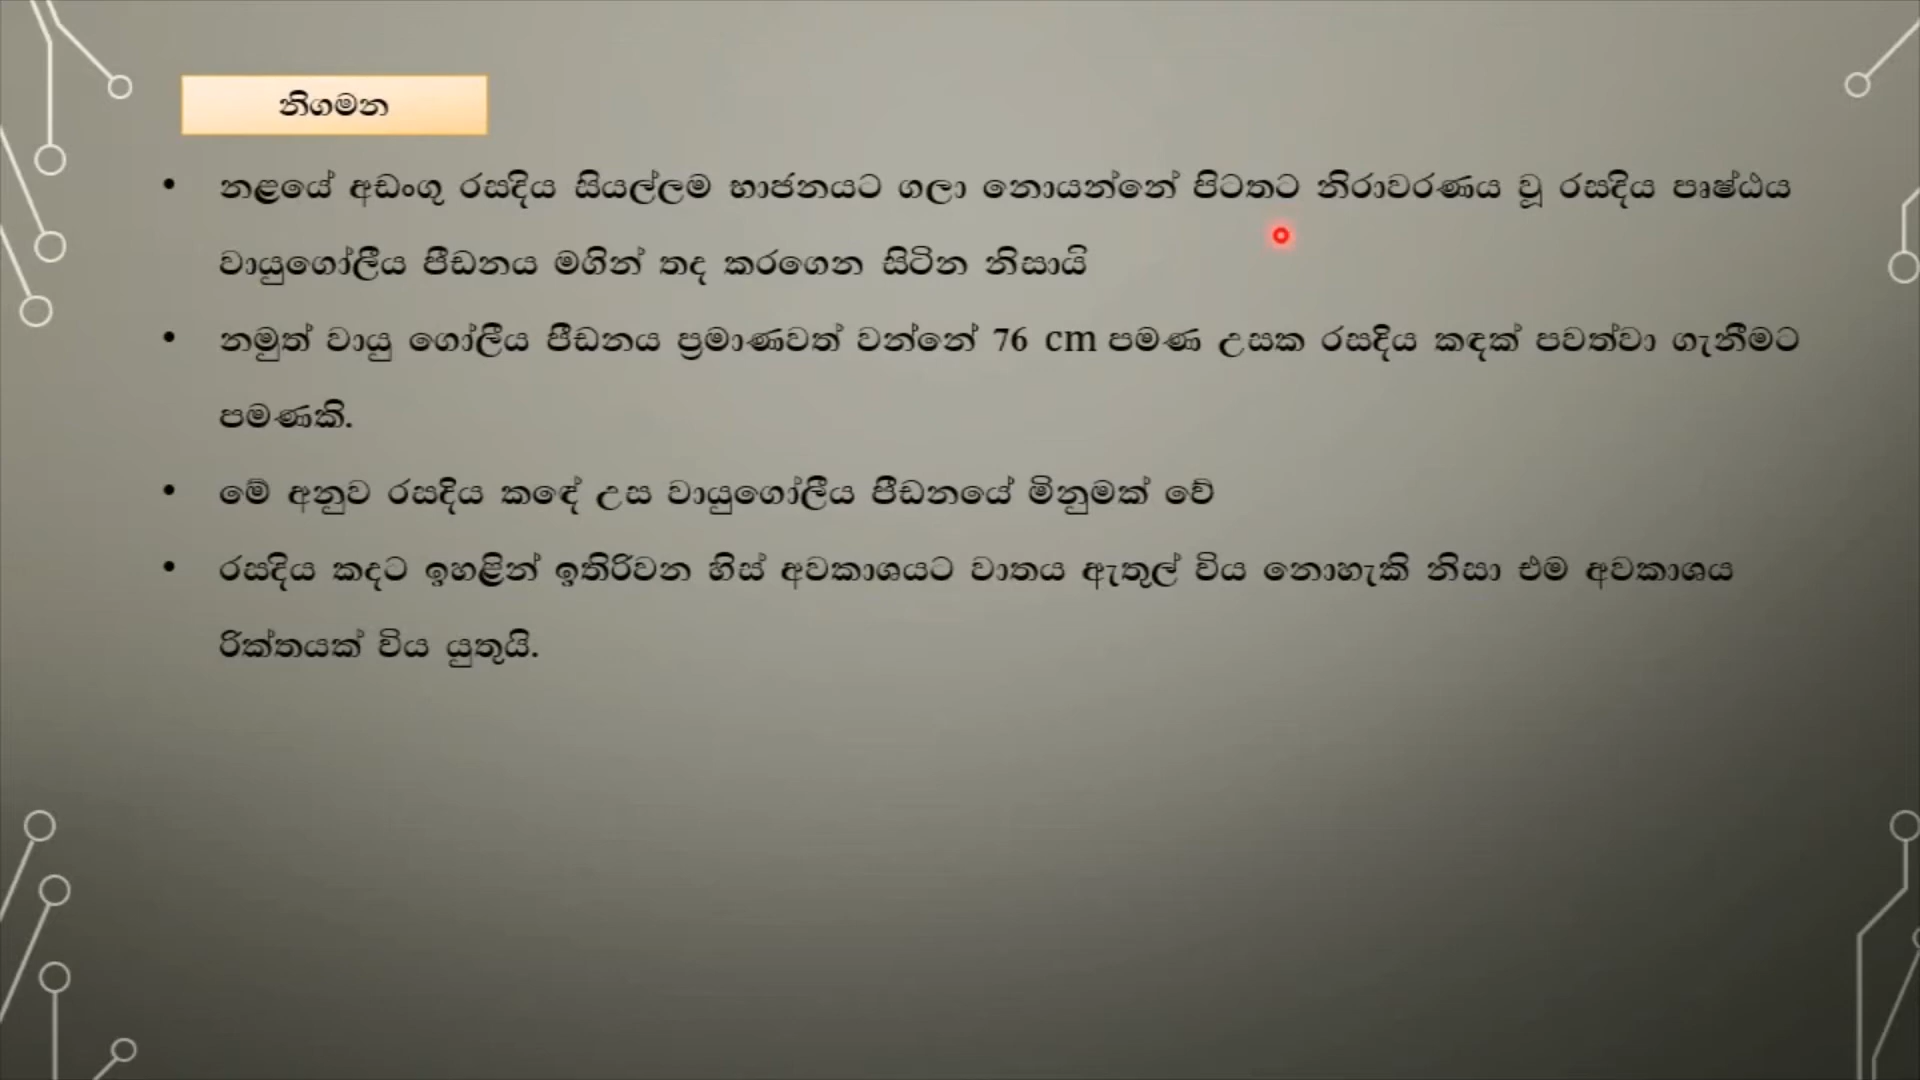 නිගමන
• නළයේ අඩංගු රසදිය සියල්ලම භාජනයට ගලා නොයන්නේ පිටතට නිරාවරණය වූ රසදිය පෘෂ්ඨය
වායුගෝලීය පීඩනය මගින් තද කරගෙන සිටින නිසායි
• නමුත් වායු ගෝලීය පීඩනය ප්‍රමාණවත් වන්නේ 76 cm පමණ උසක රසදිය කඳක් පවත්වා ගැනීමට
පමණකි.
• මේ අනුව රසදිය කඳේ උස වායුගෝලීය පීඩනයේ මිනුමක් වේ
• රසදිය කඳට ඉහළින් ඉතිරිවන හිස් අවකාශයට වාතය ඇතුල් විය නොහැකි නිසා එම අවකාශය
රික්තයක් විය යුතුයි.